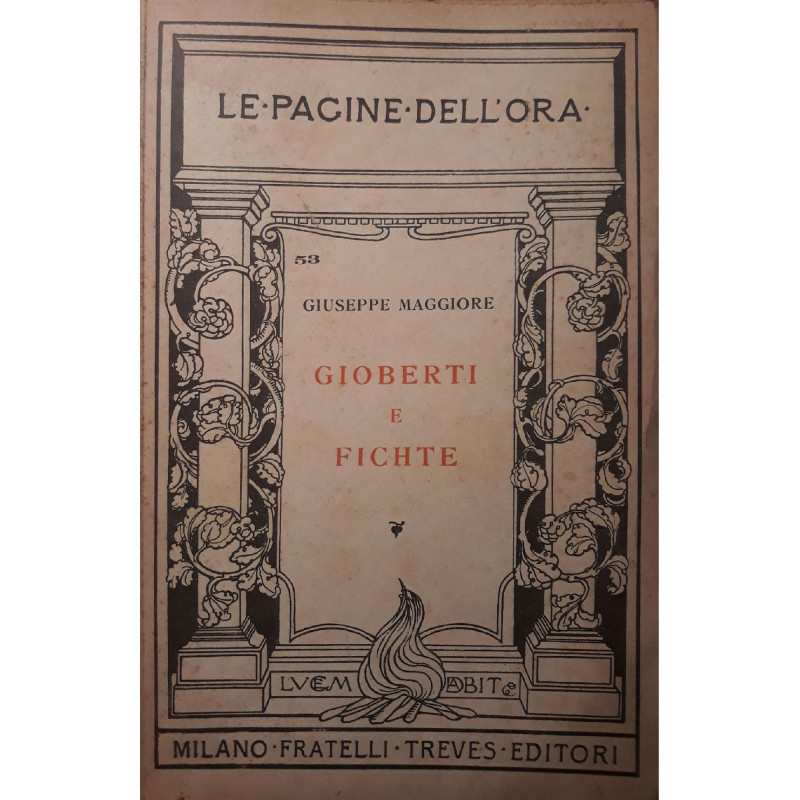 LE·PAGINE·DELL'ORA·
53
GIUSEPPE MAGGIORE
GIOBERTI
E
FICHTE
LVCEM DABIT
MILANO·FRATELLI·TREVES·EDITORI